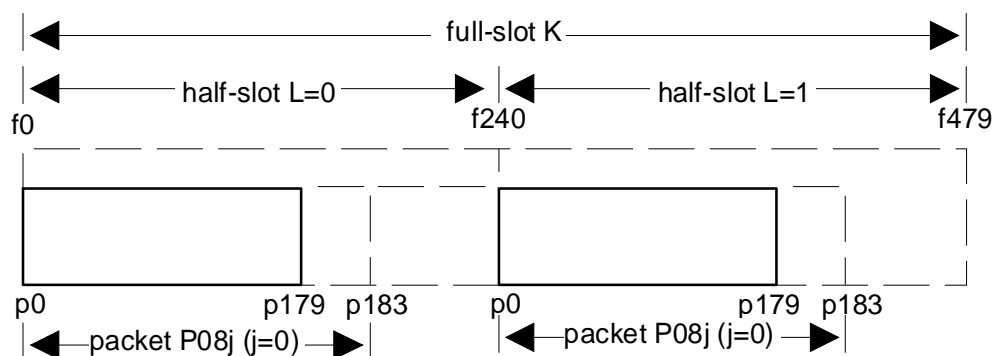 full-slot K
half-slot L=0 half-slot L=1
f0 f240 f479
p0 p179 p183 p0 p179 p183
packet P08j (j=0) packet P08j (j=0)